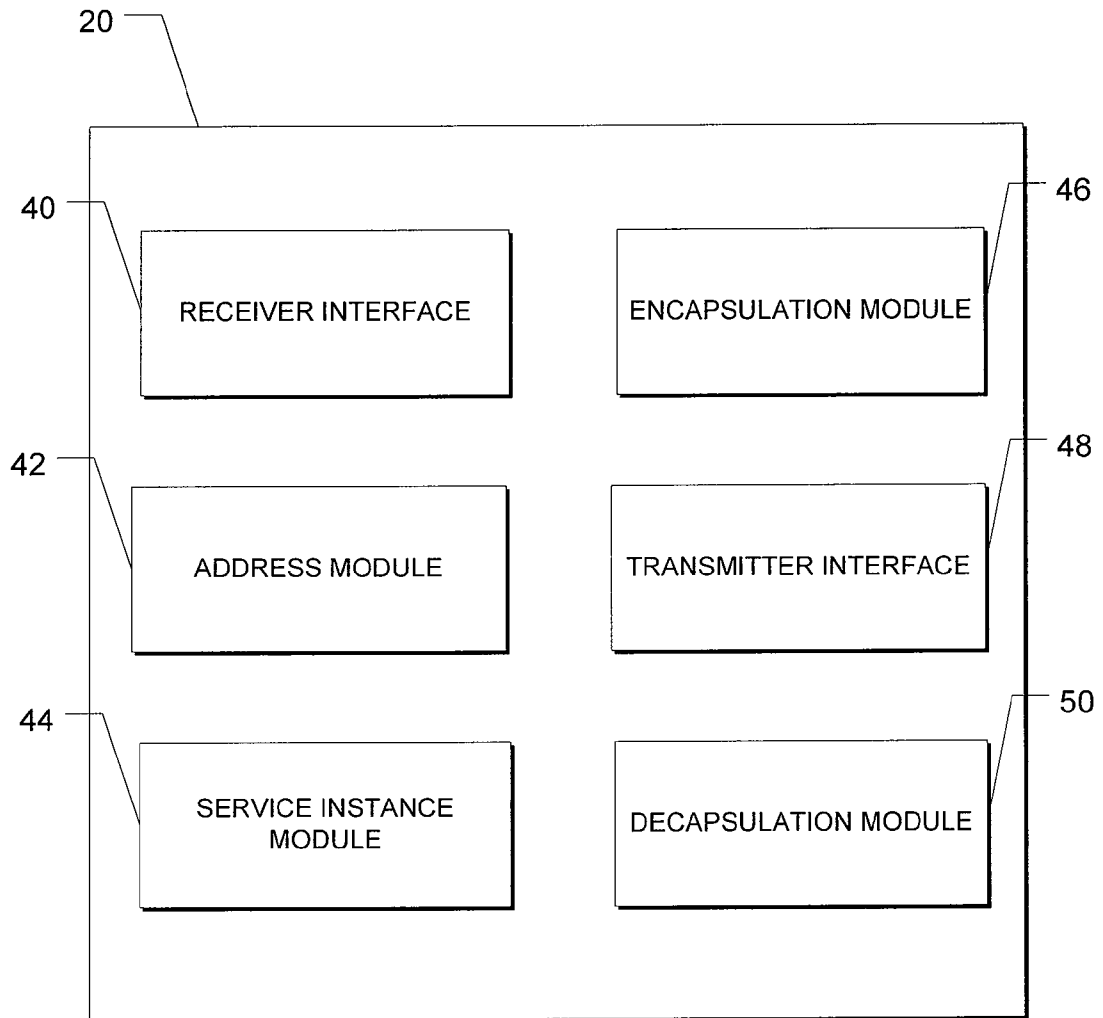 20
40
RECEIVER INTERFACE
46
ENCAPSULATION MODULE
42
ADDRESS MODULE
48
TRANSMITTER INTERFACE
44
SERVICE INSTANCE
MODULE
50
DECAPSULATION MODULE